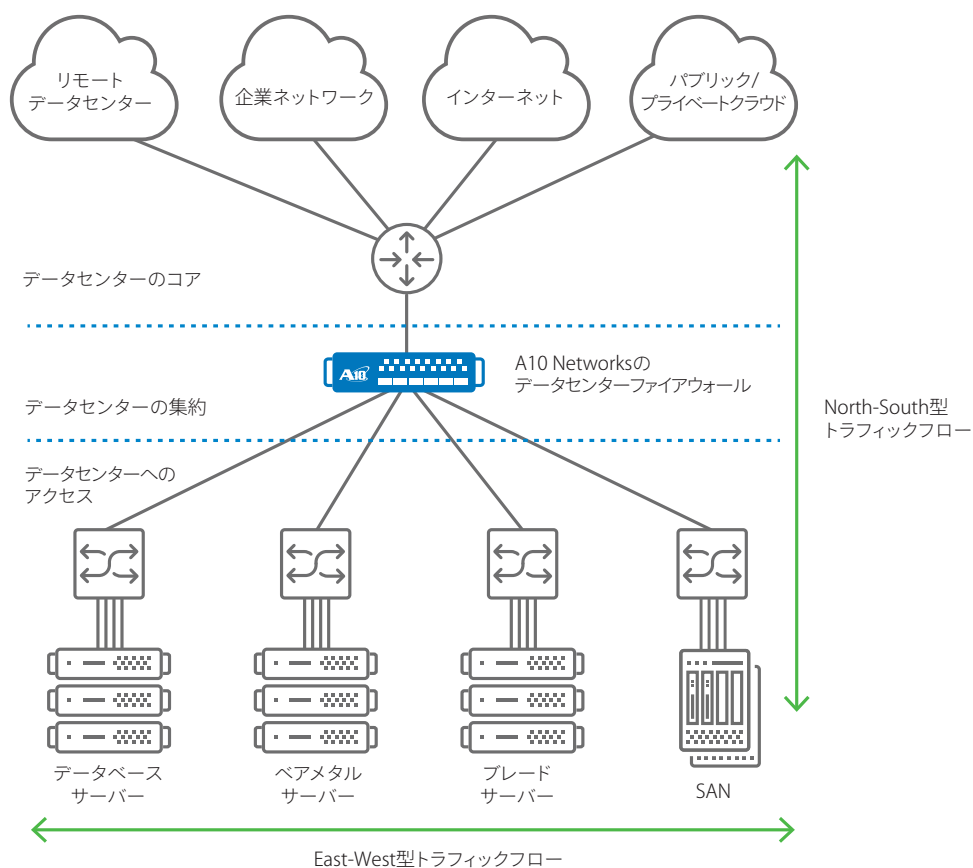 リモート
データセンター
企業ネットワーク
インターネット
パブリック/
プライベートクラウド
データセンターのコア
A10
A10 Networksの
データセンターファイアウォール
データセンターの集約
North-South型
トラフィックフロー
データセンターへの
アクセス
データベース
サーバー
ベアメタル
サーバー
ブレード
サーバー
SAN
East-West型トラフィックフロー